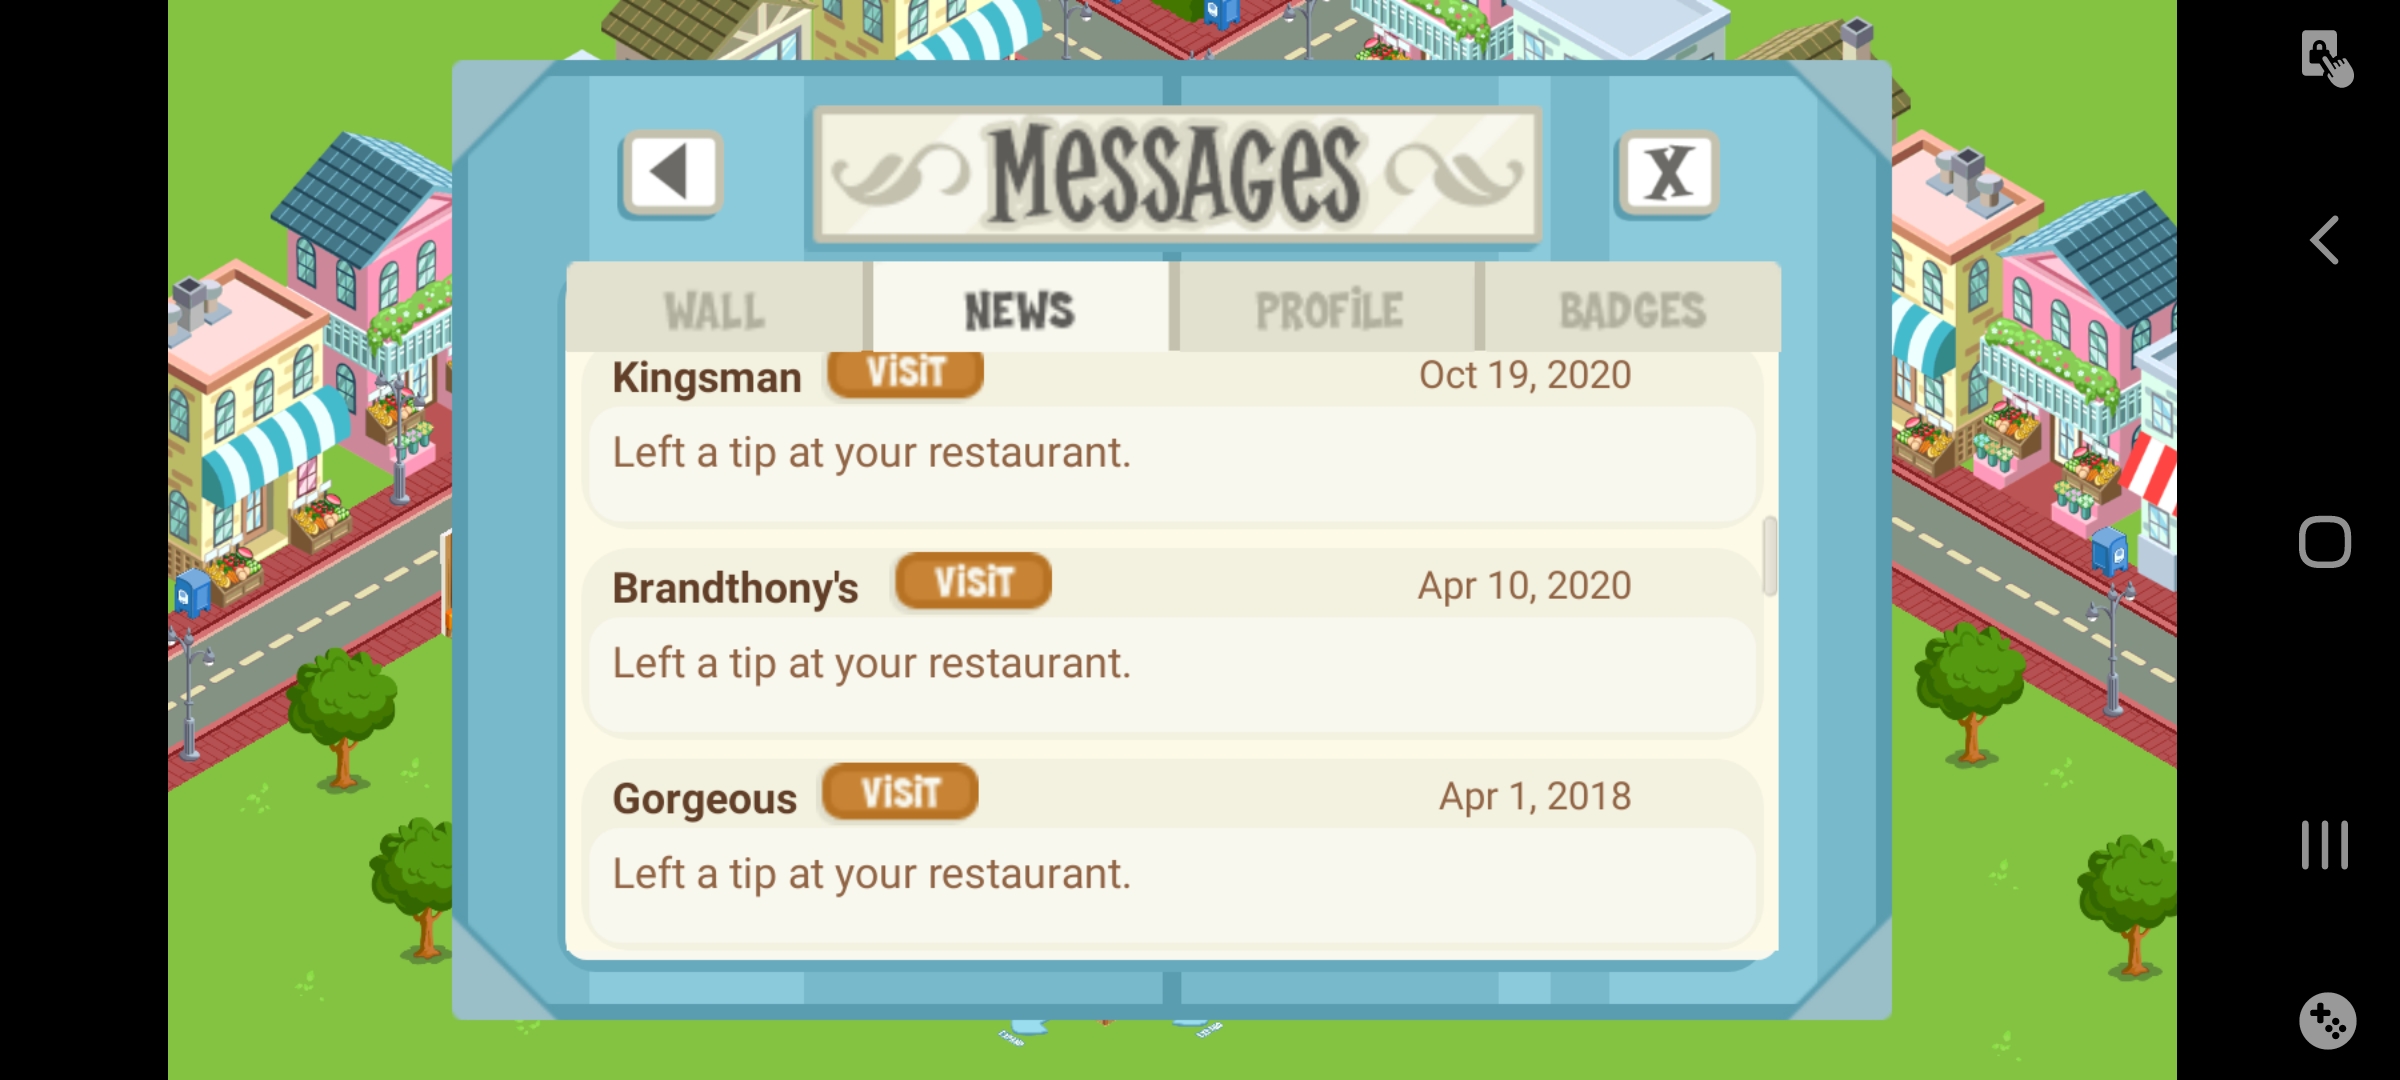 MESSAGES
X
WALL NEWS PROFILE BADGES
Kingsman VISIT Oct 19, 2020
Left a tip at your restaurant.
Brandthony's VISIT Apr 10, 2020
Left a tip at your restaurant.
Gorgeous VISIT Apr 1, 2018
Left a tip at your restaurant.